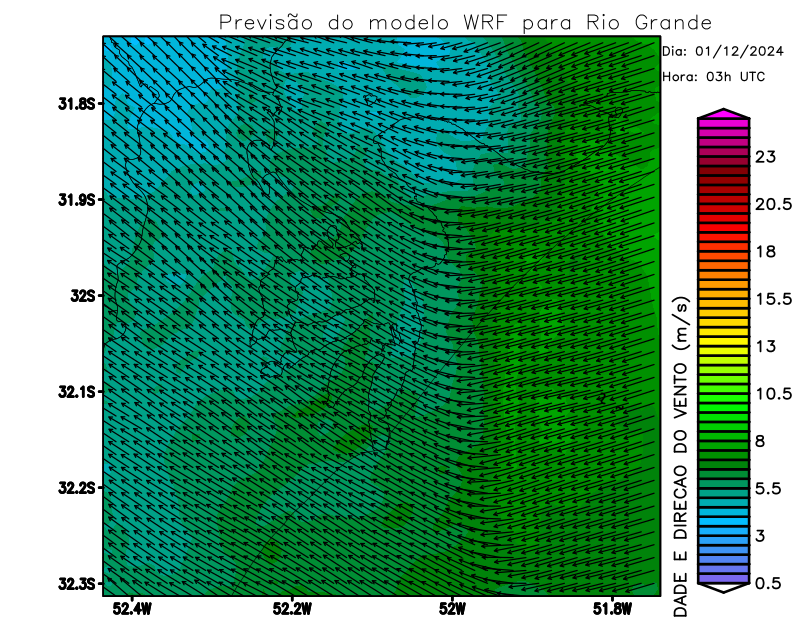 Previsão do modelo WRF para Rio Grande
Dia: 01/12/2024
Hora: 03h UTC
31.8S
31.9S
32S
32.1S
32.2S
32.3S
52.4W
52.2W
52W
51.8W
DADE E DIRECAO DO VENTO (m/s)
23
20.5
18
15.5
13
10.5
8
5.5
3
0.5